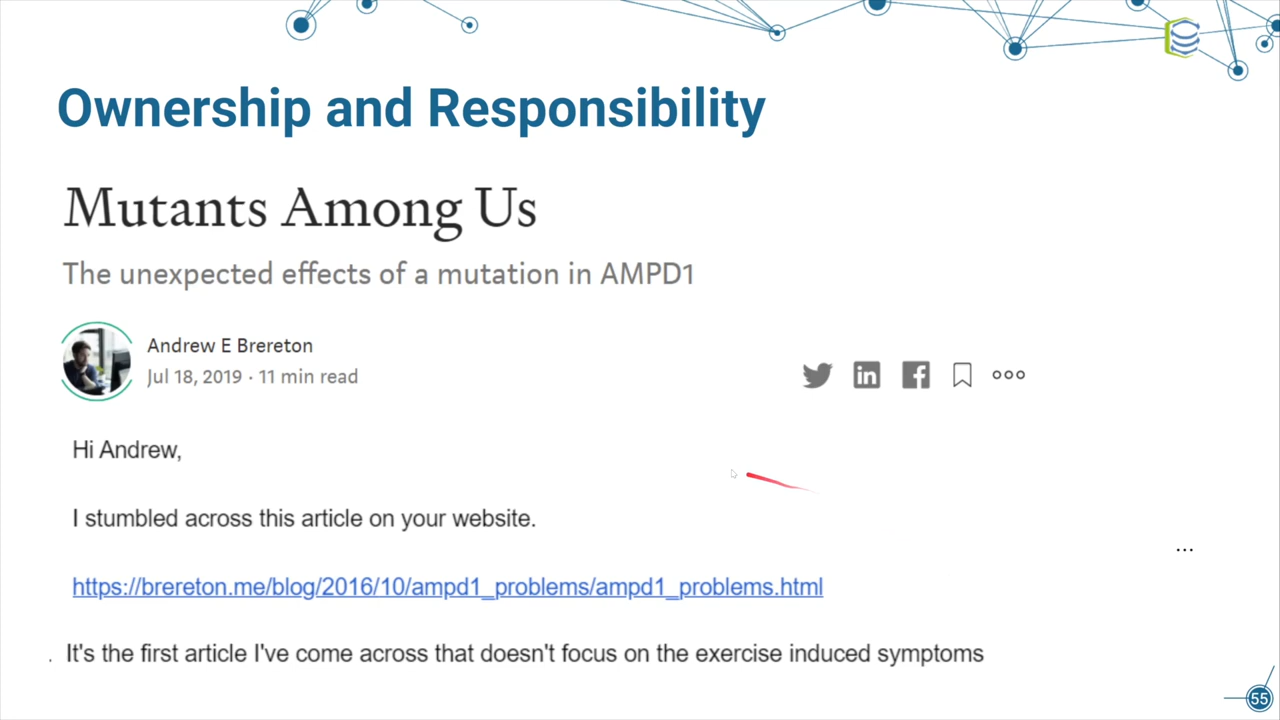 Ownership and Responsibility
Mutants Among Us
The unexpected effects of a mutation in AMPD1
Andrew E Brereton
Jul 18, 2019 · 11 min read
Hi Andrew,
I stumbled across this article on your website.
...
https://brereton.me/blog/2016/10/ampd1_problems/ampd1_problems.html
. It's the first article I've come across that doesn't focus on the exercise induced symptoms
55